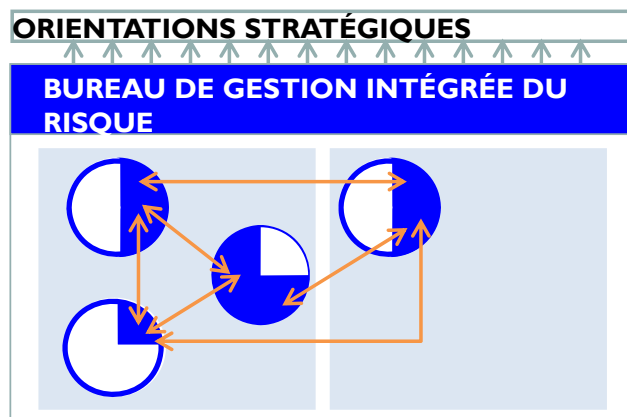 ORIENTATIONS STRATÉGIQUES
BUREAU DE GESTION INTÉGRÉE DU
RISQUE